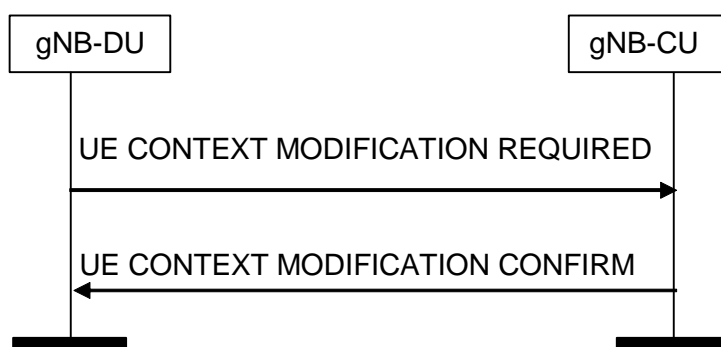 gNB-DU
gNB-CU
UE CONTEXT MODIFICATION REQUIRED
UE CONTEXT MODIFICATION CONFIRM